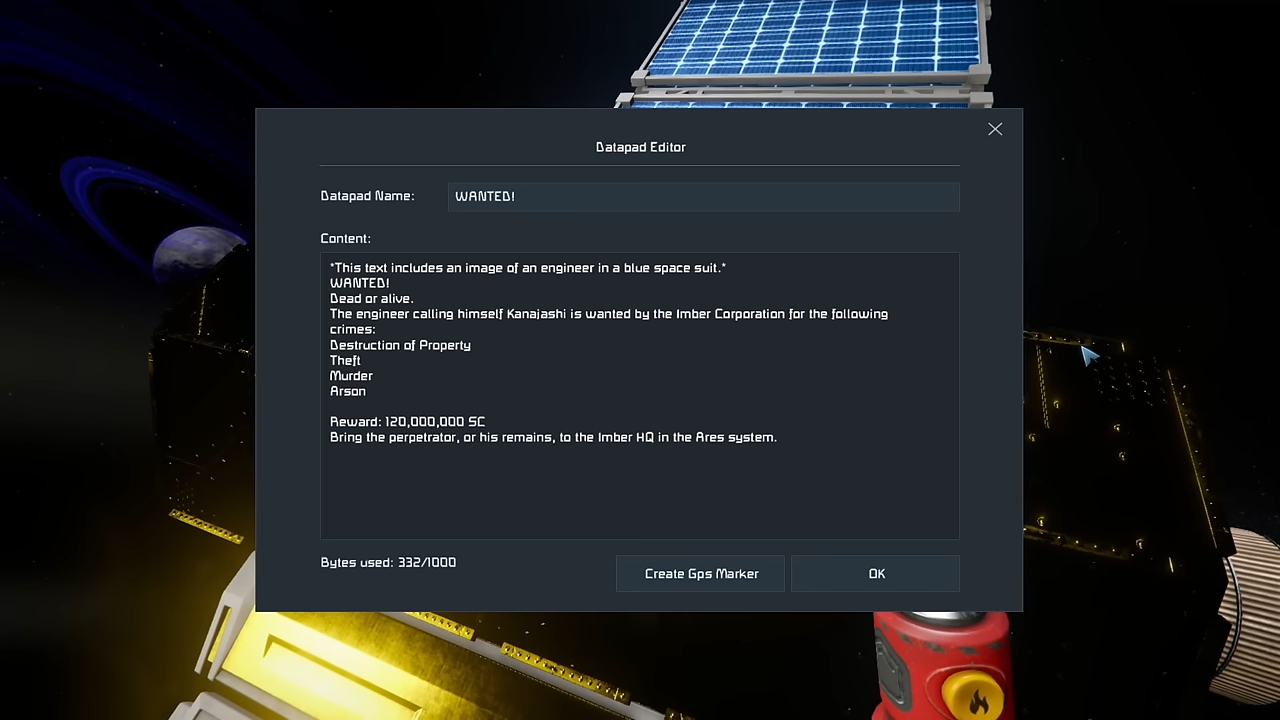 Datapad Editor
Datapad Name: WANTED!
Content:
*This text includes an image of an engineer in a blue space suit.*
WANTED!
Dead or alive.
The engineer calling himself Kanajashi is wanted by the Imber Corporation for the following
crimes:
Destruction of Property
Theft
Murder
Arson
Reward: 120,000,000 SC
Bring the perpetrator, or his remains, to the Imber HQ in the Ares system.
Bytes used: 332/1000
Create Gps Marker
OK